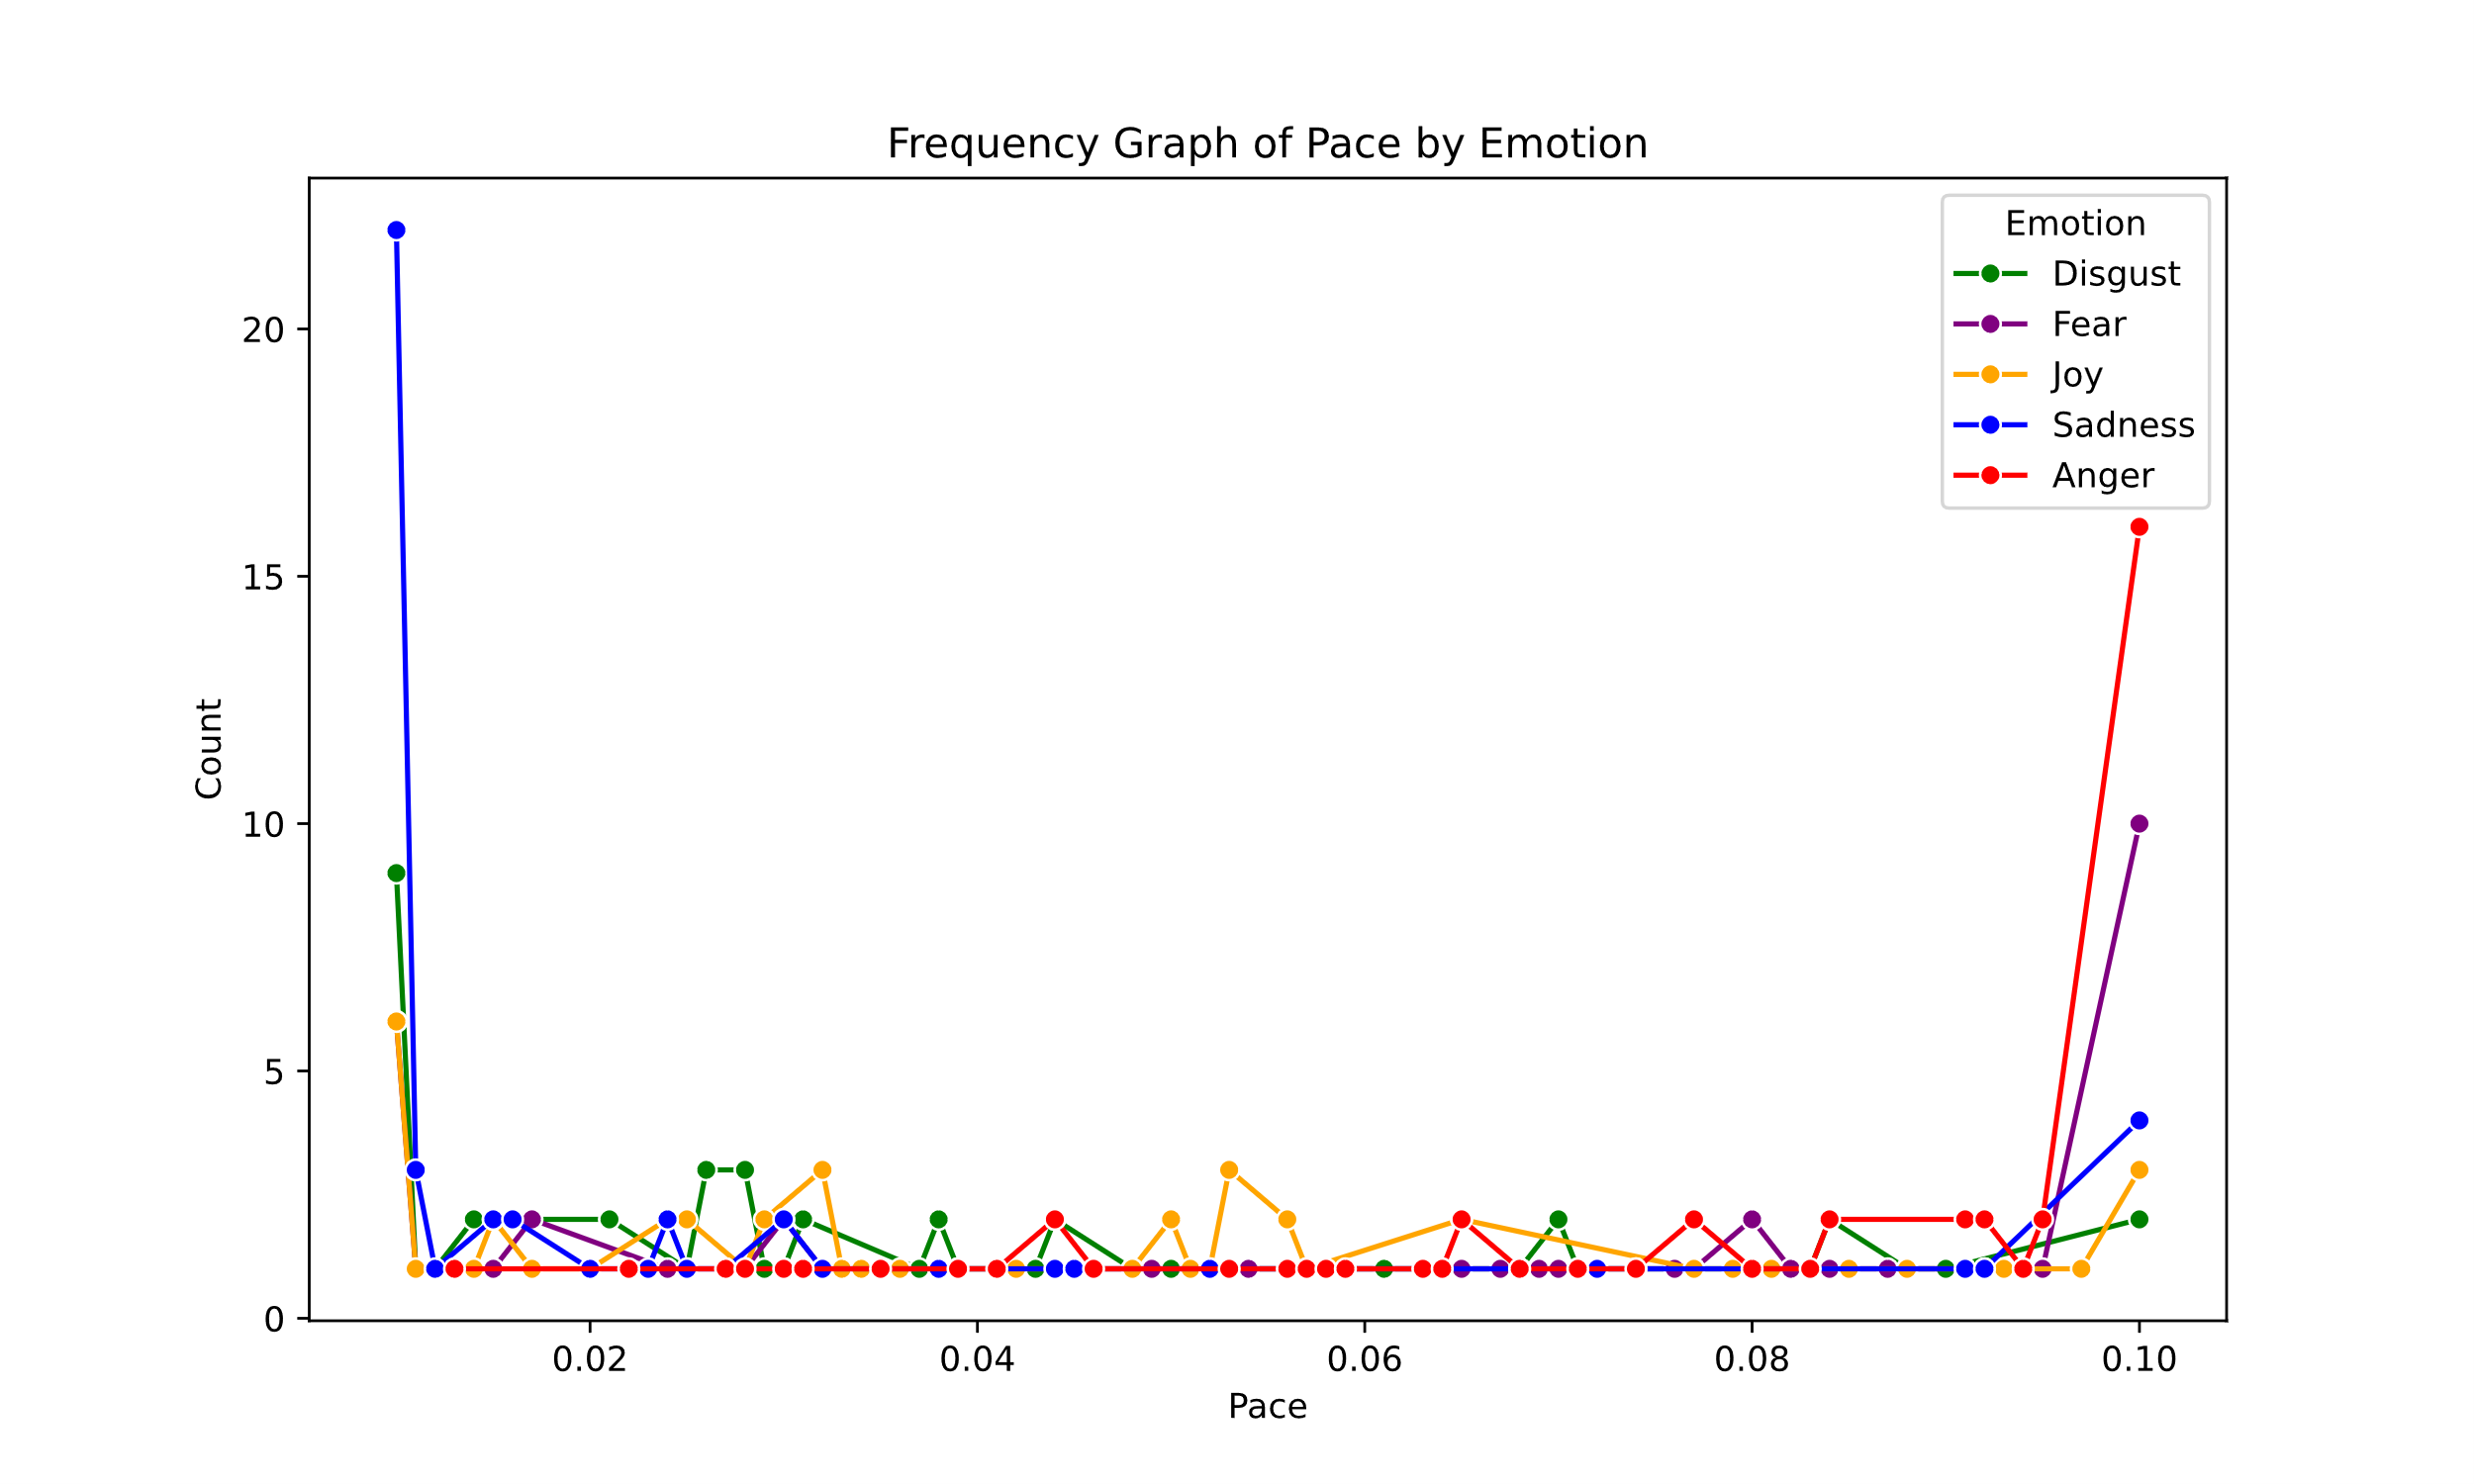 Frequency Graph of Pace by Emotion
Emotion
Disgust
Fear
Joy
Sadness
Anger
Count
20
15
10
5
0
0.02 0.04 0.06 0.08 0.10
Pace